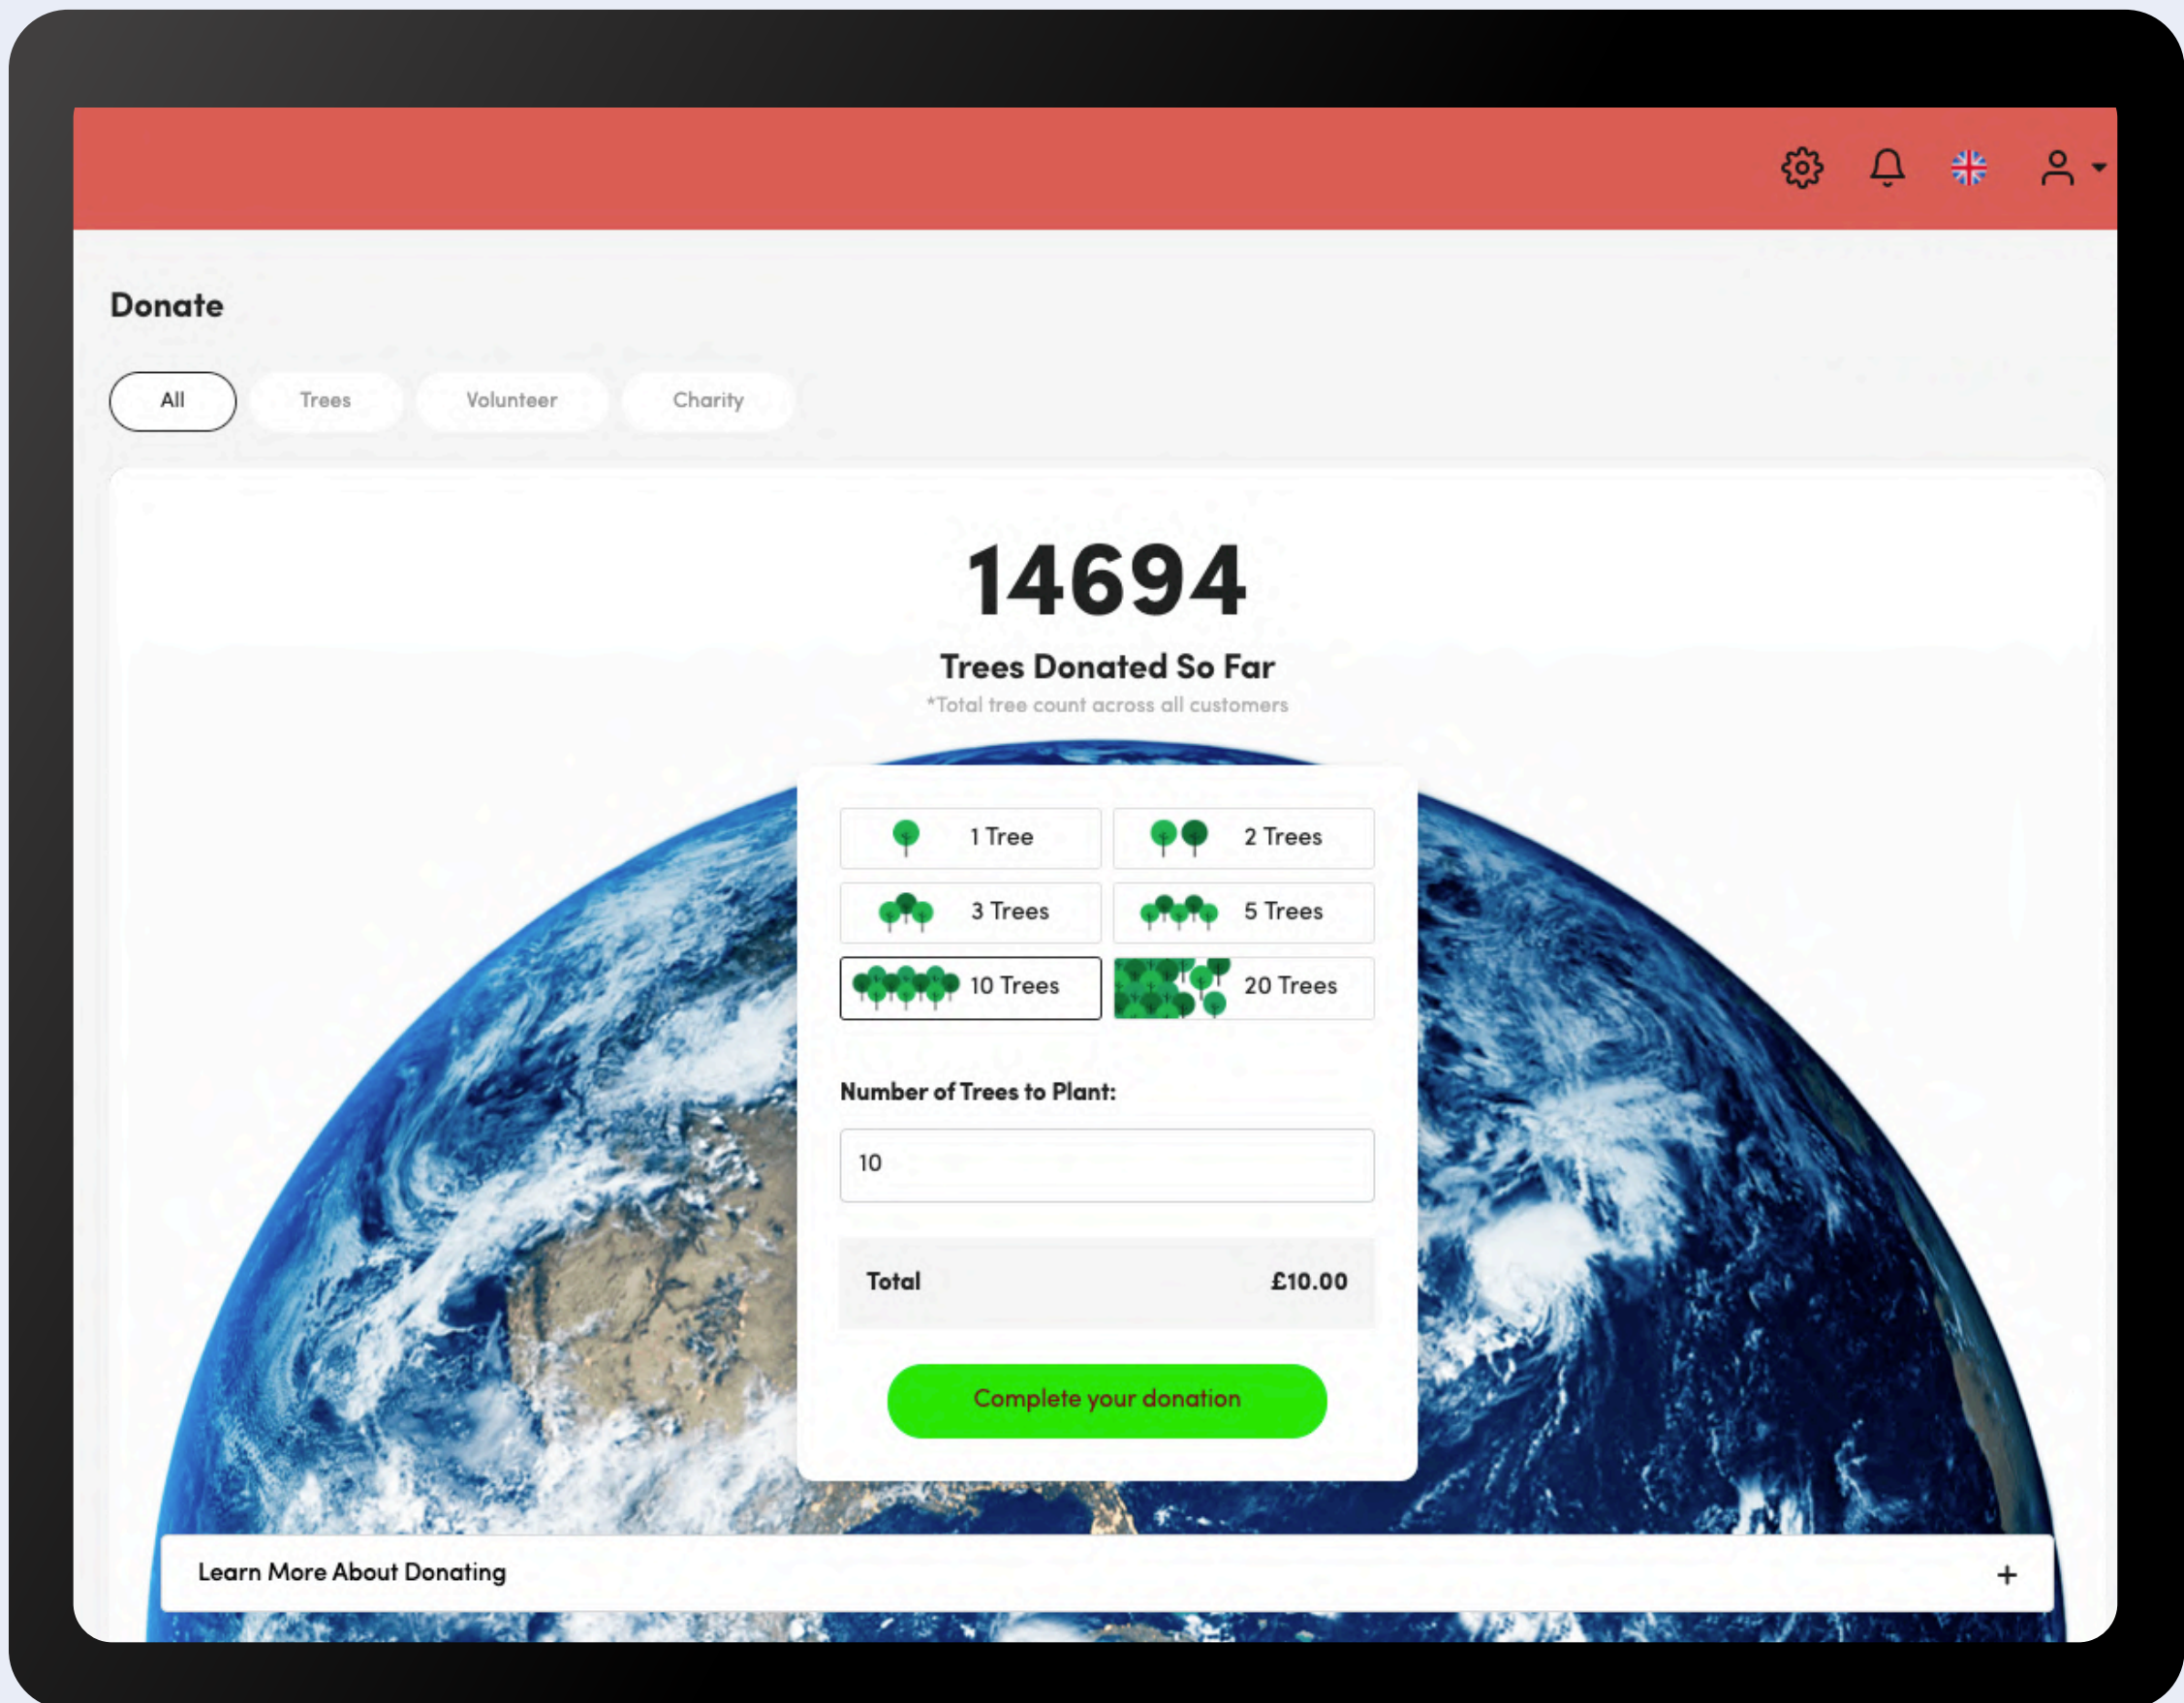 Donate
All
Trees
Volunteer
Charity
14694
Trees Donated So Far
*Total tree count across all customers
1 Tree
2 Trees
3 Trees
5 Trees
10 Trees
20 Trees
Number of Trees to Plant:
10
Total
£10.00
Complete your donation
Learn More About Donating
+